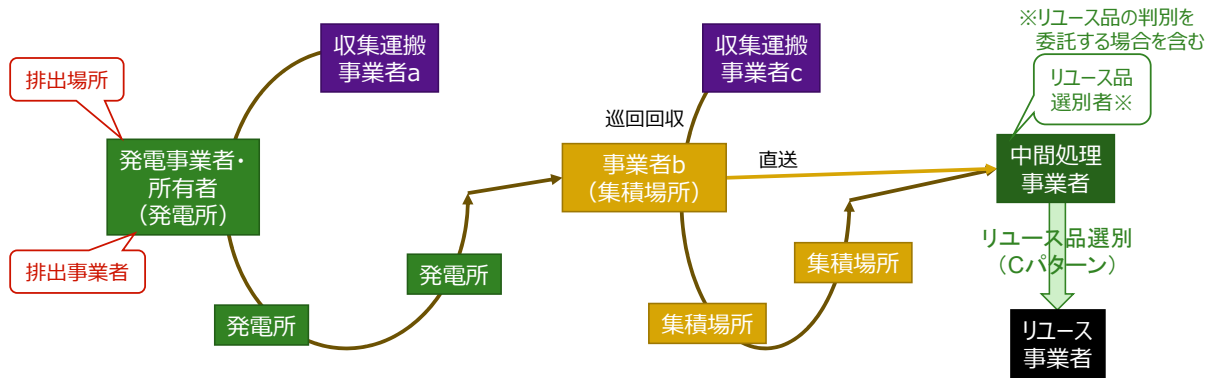 ※リユース品の判別を
委託する場合を含む
収集運搬
事業者a
収集運搬
事業者c
排出場所
リユース品
選別者※
巡回回収
発電事業者・
所有者
（発電所）
事業者b
（集積場所）
直送
中間処理
事業者
排出事業者
発電所
発電所
集積場所
集積場所
リユース品選別
（Cパターン）
リユース
事業者